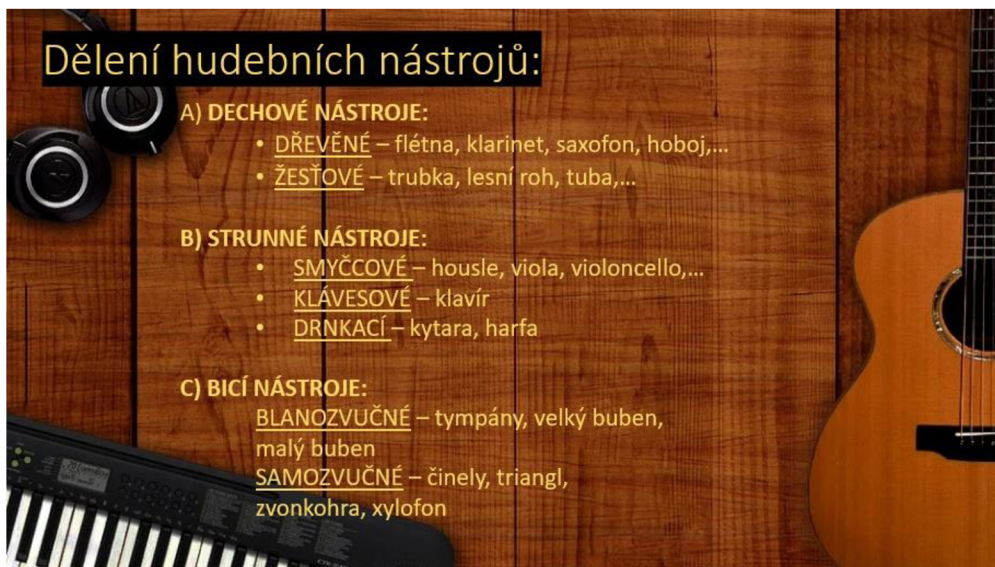 Dělení hudebních nástrojů:
A) DECHOVÉ NÁSTROJE:
• DŘEVĚNÉ – flétna, klarinet, saxofon, hoboj,...
• ŽESŤOVÉ – trubka, lesní roh, tuba,...
B) STRUNNÉ NÁSTROJE:
• SMYČCOVÉ – housle, viola, violoncello,...
• KLÁVESOVÉ – klavír
• DRNKACÍ – kytara, harfa
C) BICÍ NÁSTROJE:
BLANOZVUČNÉ – tympány, velký buben,
malý buben
SAMOZVUČNÉ – činely, triangl,
zvonkohra, xylofon